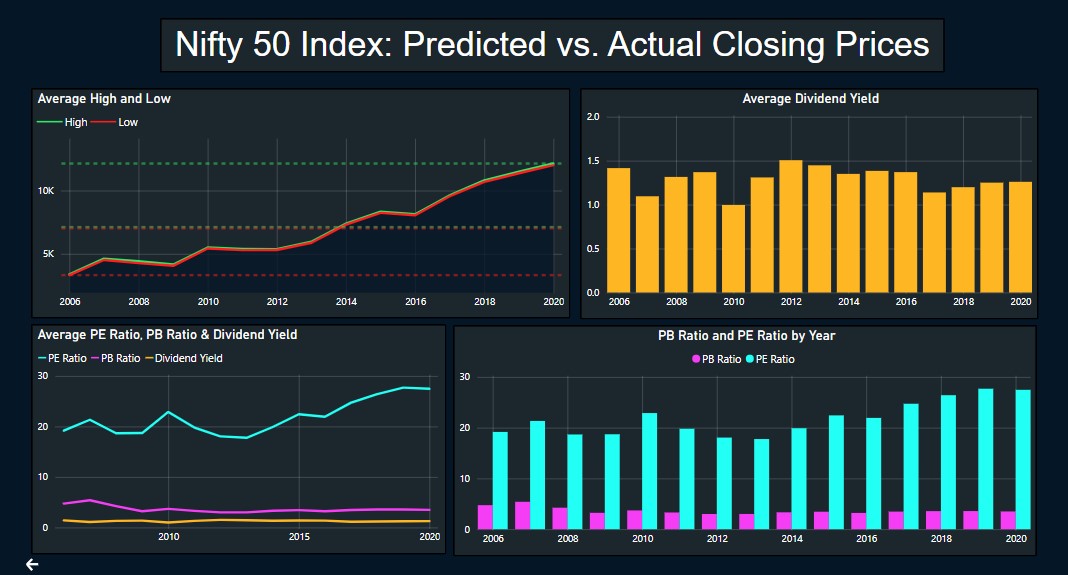 Nifty 50 Index: Predicted vs. Actual Closing Prices
Average High and Low
High Low
10K
5K
2006 2008 2010 2012 2014 2016 2018 2020
Average Dividend Yield
2.0
1.5
1.0
0.5
0.0
2006 2008 2010 2012 2014 2016 2018 2020
Average PE Ratio, PB Ratio & Dividend Yield
PE Ratio PB Ratio Dividend Yield
30
20
10
0
2010 2015 2020
PB Ratio and PE Ratio by Year
PB Ratio PE Ratio
30
20
10
0
2006 2008 2010 2012 2014 2016 2018 2020